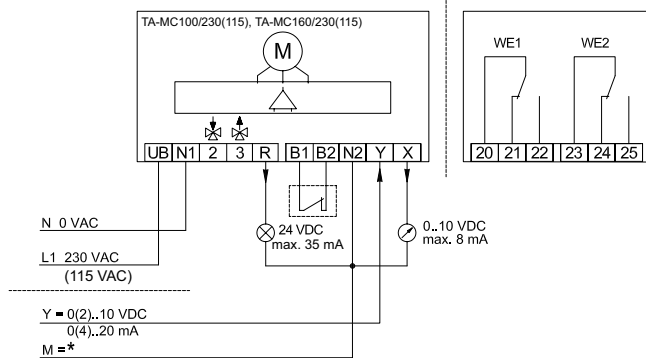 TA-MC100/230(115), TA-MC160/230(115)
M
WE1 WE2
UB N1 2 3 R B1 B2 N2 Y X
20 21 22 23 24 25
N 0 VAC
24 VDC
max. 35 mA
0..10 VDC
max. 8 mA
L1 230 VAC
(115 VAC)
Y = 0(2)..10 VDC
0(4)..20 mA
M =*